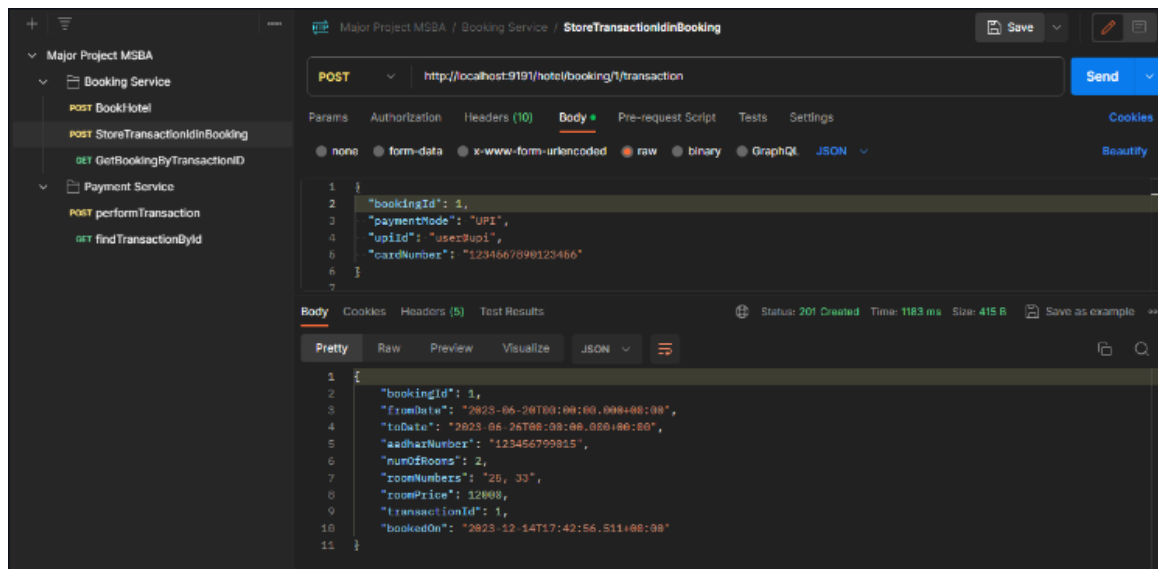 Major Project MSBA / Booking Service / StoreTransactionIdinBooking
Save
Major Project MSBA
Booking Service
POST BookHotel
POST StoreTransactionIdinBooking
GET GetBookingByTransactionID
Payment Service
POST performTransaction
GET findTransactionById
POST http://localhost:9191/hotel/booking/1/transaction Send
Params Authorization Headers (10) Body Pre-request Script Tests Settings Cookies
none form-data x-www-form-urlencoded raw binary GraphQL JSON Beautify
1 {
2 "bookingId": 1,
3 "paymentMode": "UPI",
4 "upiId": "user@upi",
5 "cardNumber":
6 }
7
Body Cookies Headers (5) Test Results Status: 201 Created Time: 1183 ms Size: 415 B Save as example
Pretty Raw Preview Visualize JSON
1 {
2 "bookingId": 1,
3 "fromDate": "2023-06-20T00:00:00.000+00:00",
4 "toDate": "2023-06-26T00:00:00.000+00:00",
5 "aadharNumber":
6 "numOfRooms": 2,
7 "roomNumbers":
8 "roomPrice":
9 "transactionId": 1,
10 "bookedOn": "2023-12-14T17:42:56.511+00:00"
11 }